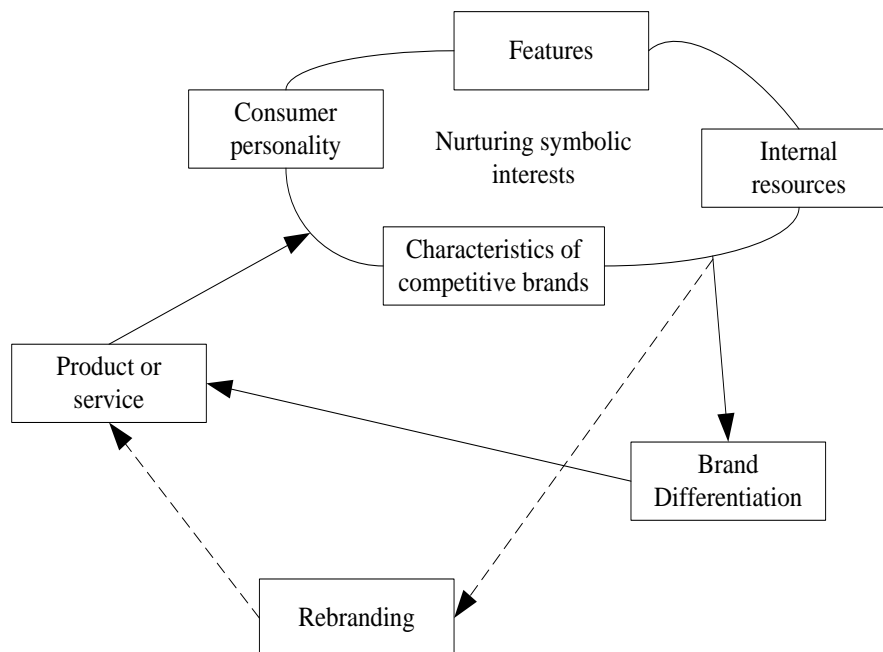 Features
Consumer
personality
Nurturing symbolic
interests
Internal
resources
Characteristics of
competitive brands
Product or
service
Brand
Differentiation
Rebranding